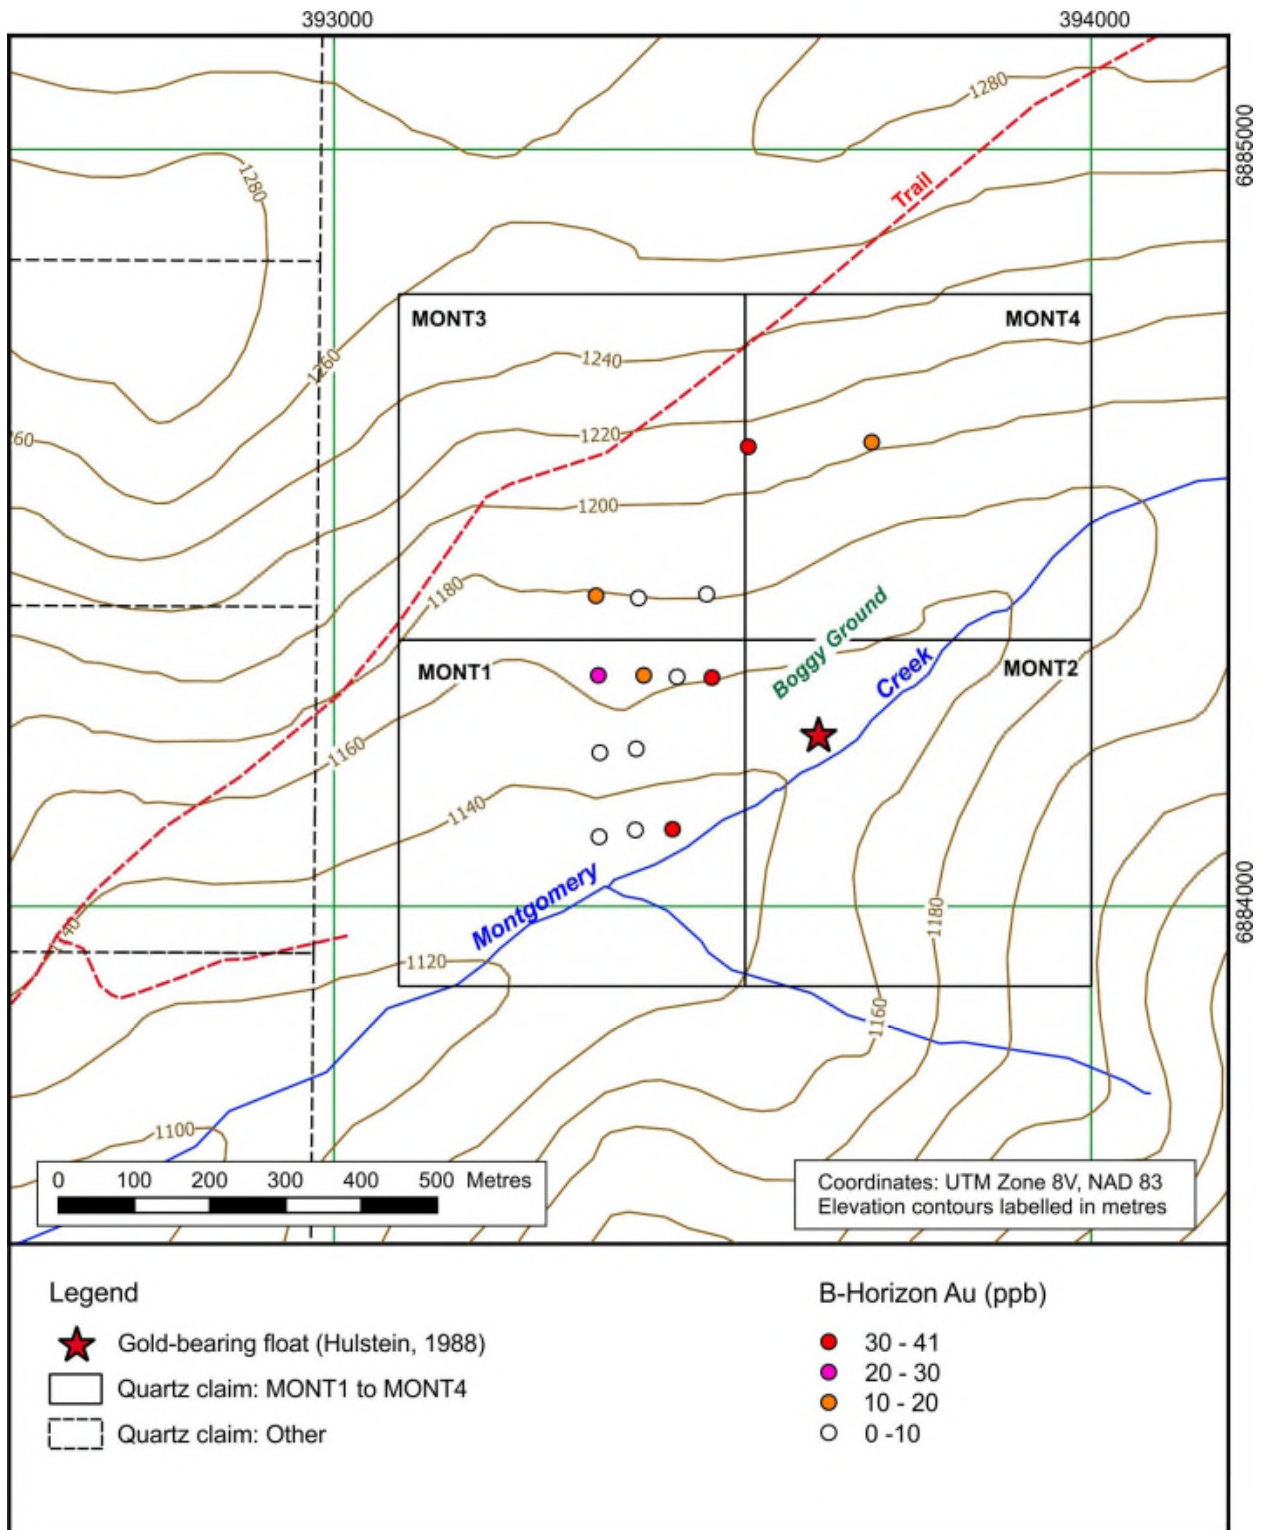 393000
394000
1280
6885000
Trail
1280
MONT3
MONT4
1260
1240
60
1220
1200
1180
Boggy Ground
MONT1
MONT2
Creek
1160
1140
Montgomery
1180
6884000
1140
1120
1160
1100
0 100 200 300 400 500 Metres
Coordinates: UTM Zone 8V, NAD 83
Elevation contours labelled in metres
Legend
Gold-bearing float (Hulstein, 1988)
Quartz claim: MONT1 to MONT4
Quartz claim: Other
B-Horizon Au (ppb)
30 - 41
20 - 30
10 - 20
0 -10